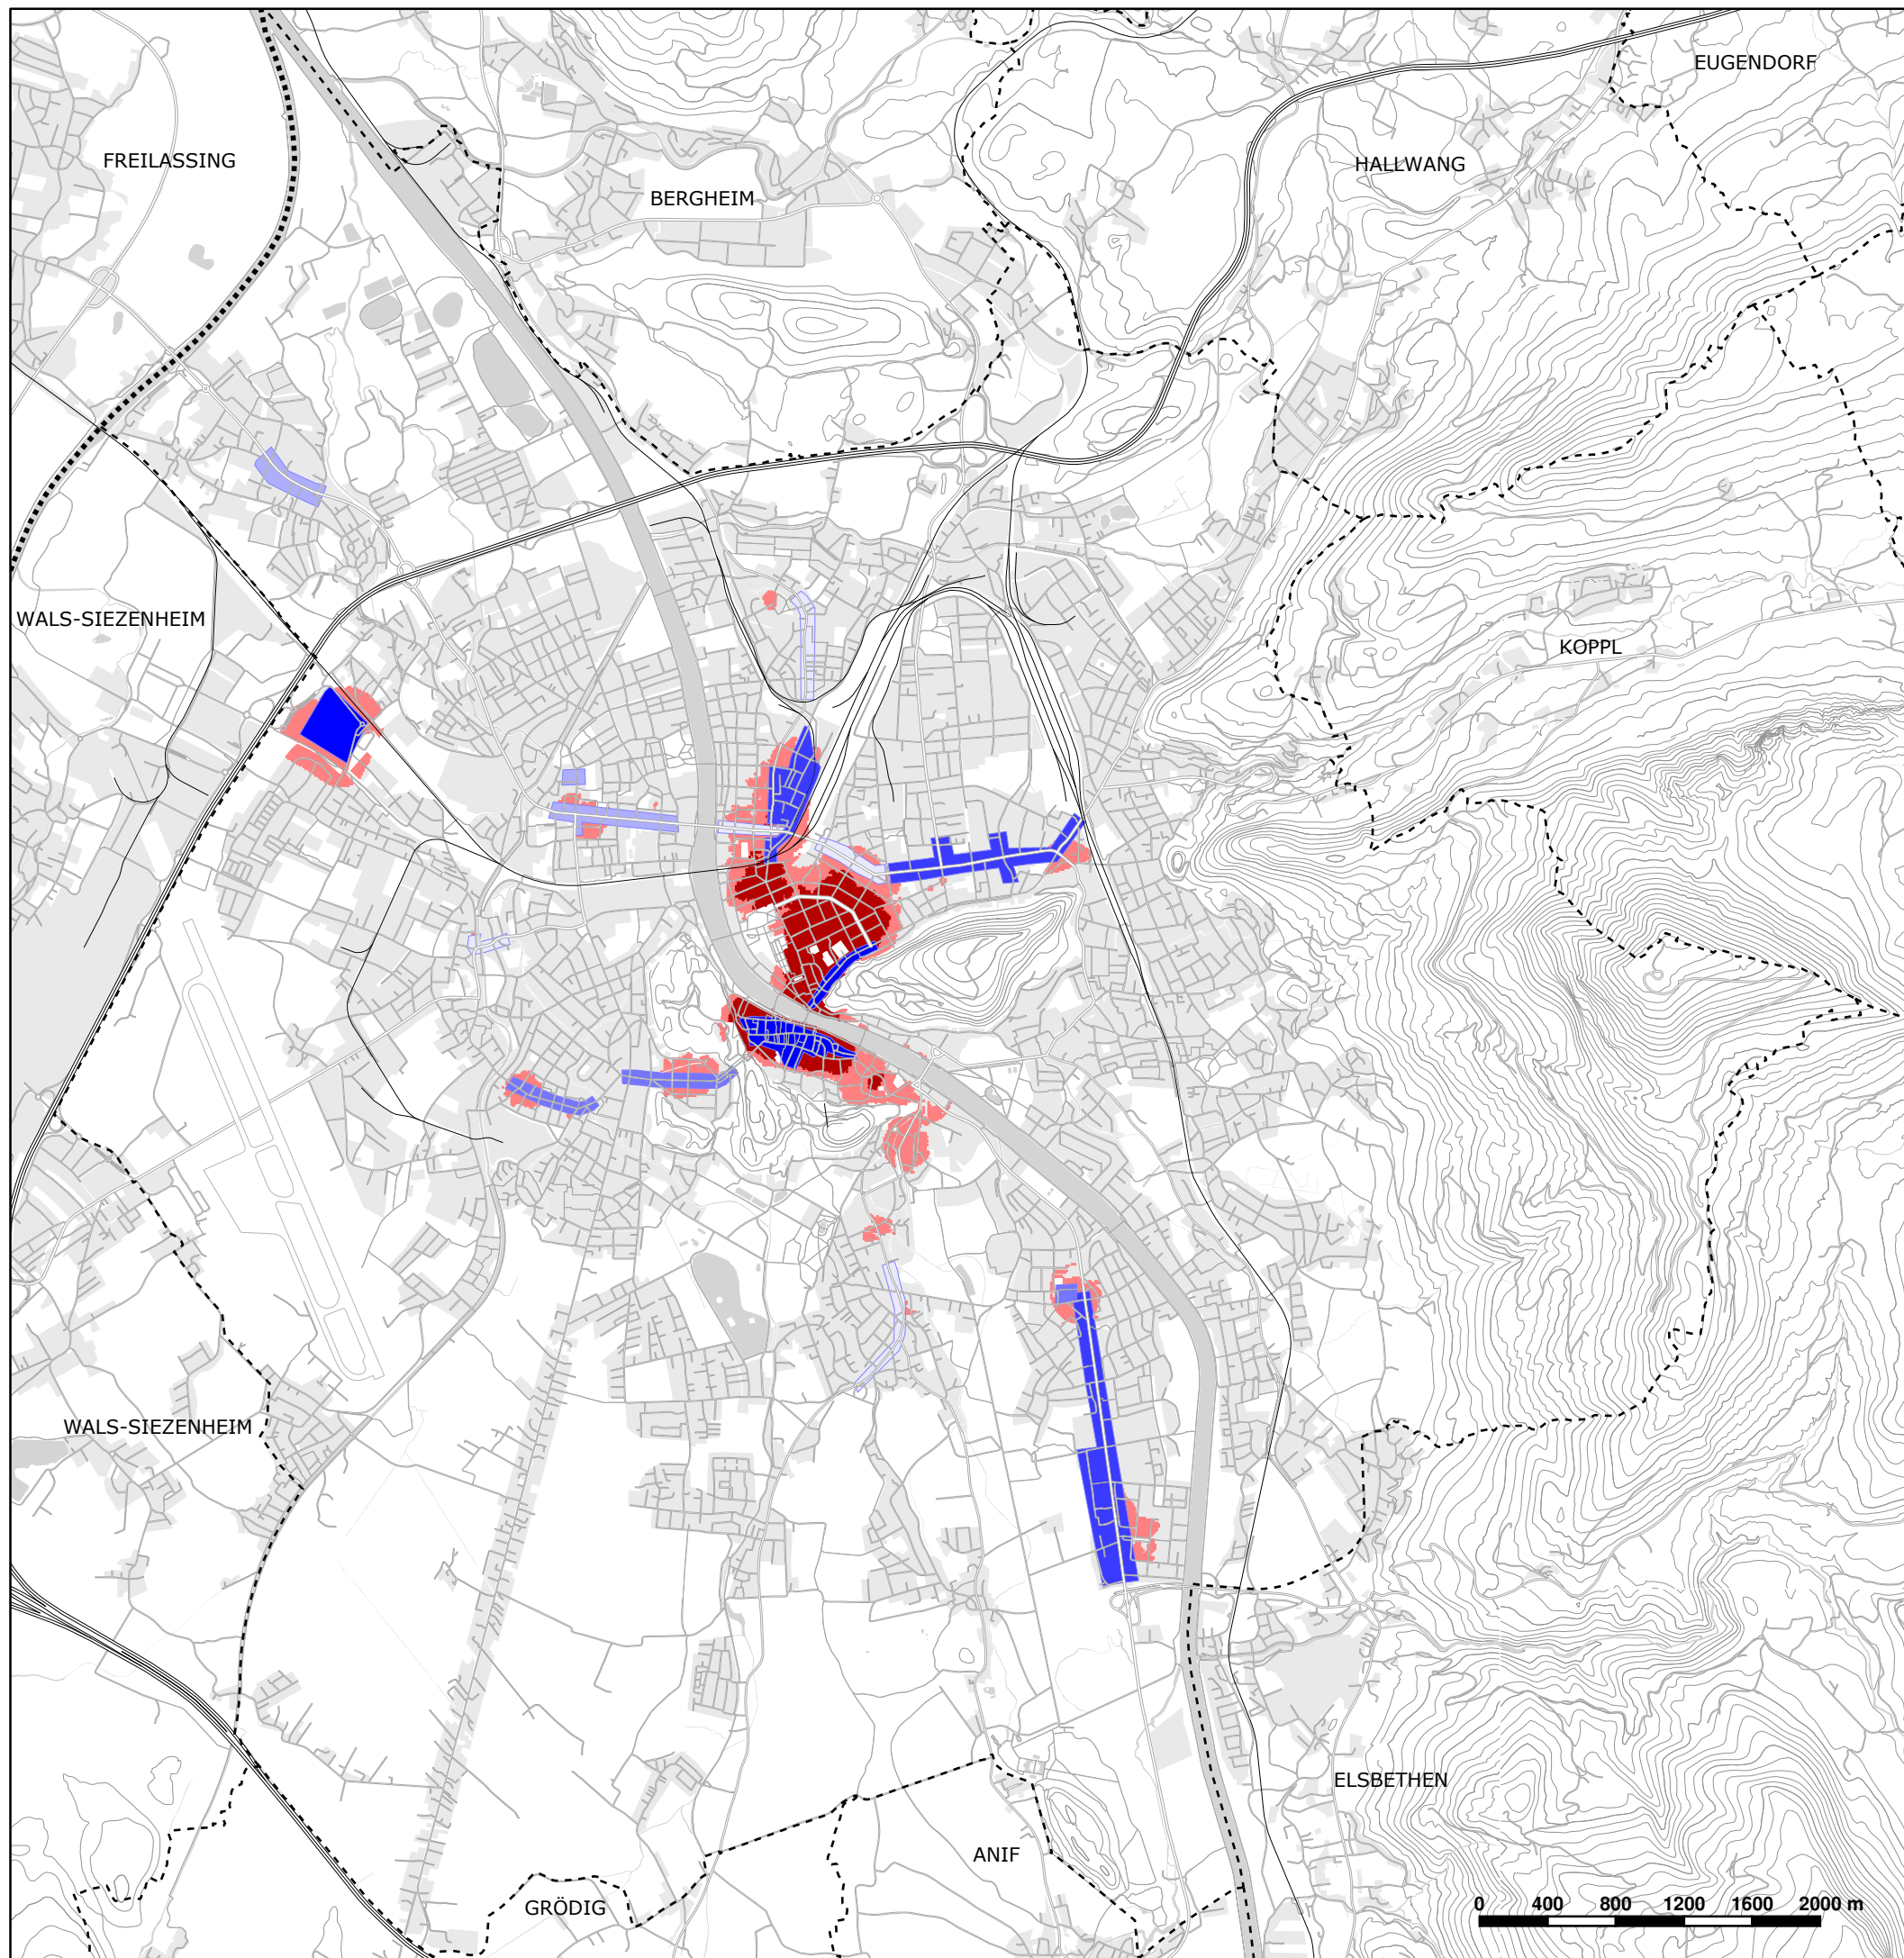 EUGENDORF
FREILASSING
HALLWANG
BERGHEIM
WALS-SIEZENHEIM
KOPPL
WALS-SIEZENHEIM
ELSBETHEN
ANIF
GRÖDIG
0 400 800 1200 1600 2000 m